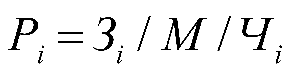 Pᵢ = Зᵢ / M / Чᵢ